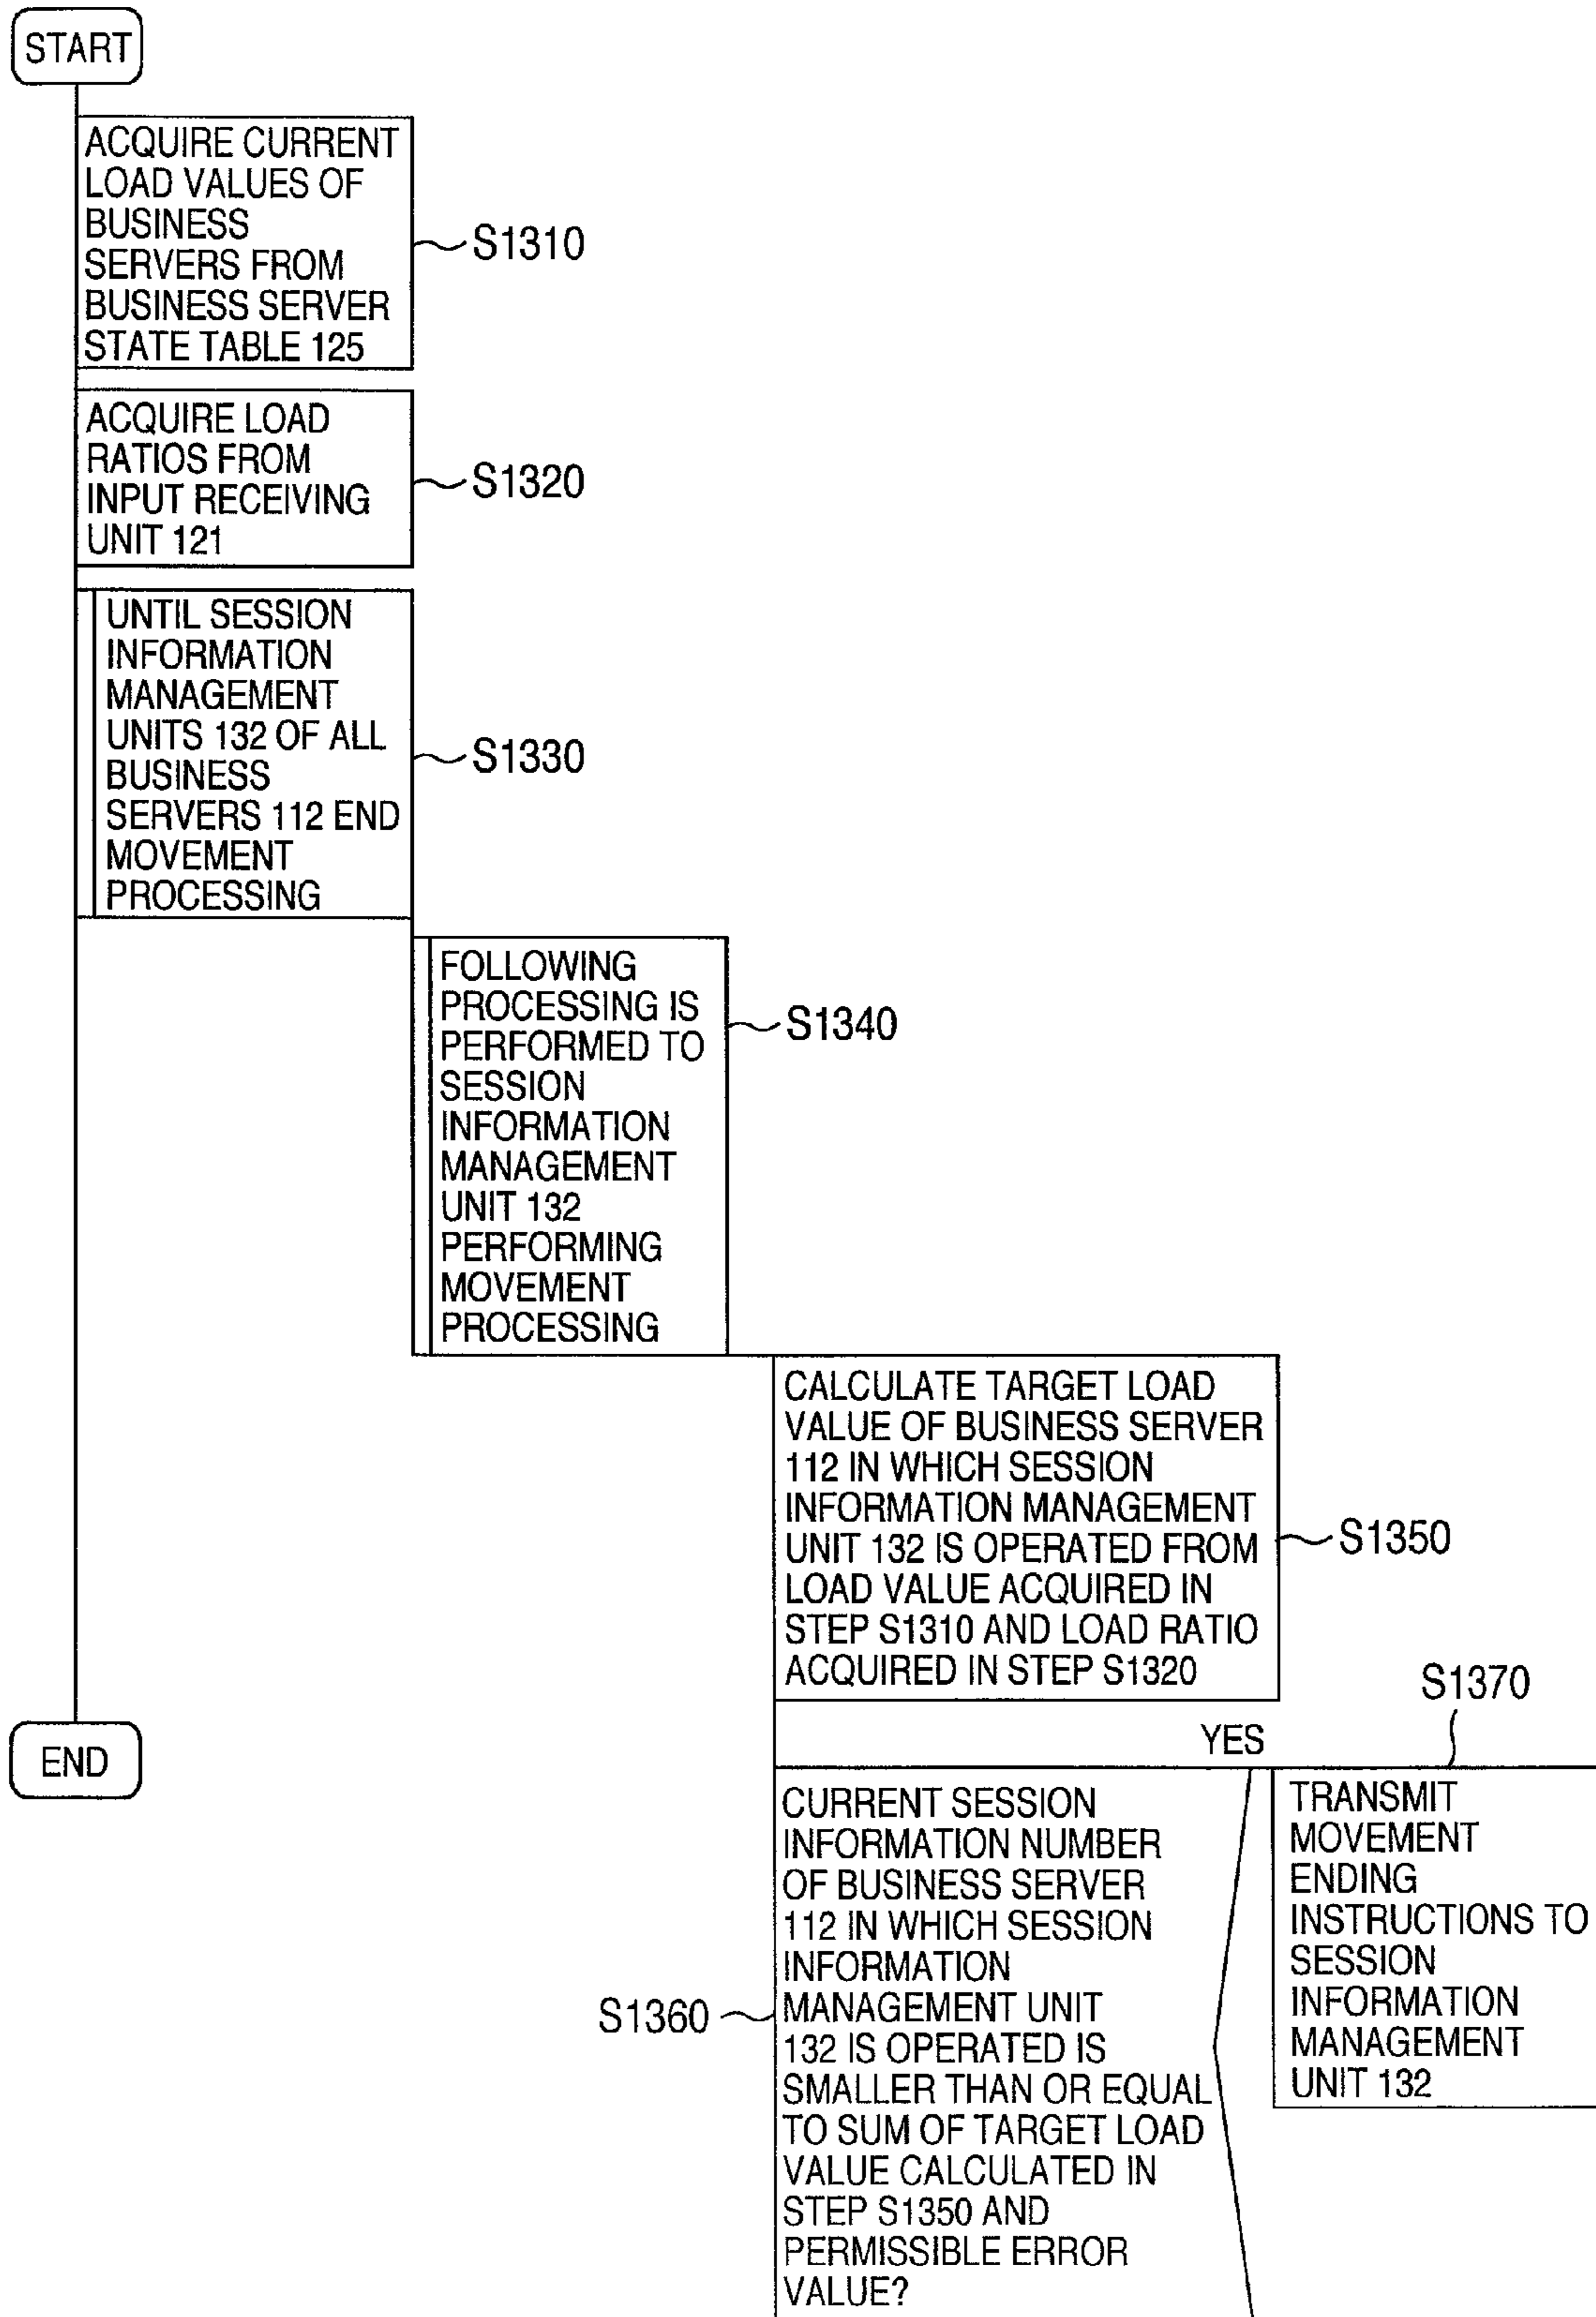 START
ACQUIRE CURRENT
LOAD VALUES OF
BUSINESS
SERVERS FROM
BUSINESS SERVER
STATE TABLE 125
S1310
ACQUIRE LOAD
RATIOS FROM
INPUT RECEIVING
UNIT 121
S1320
UNTIL SESSION
INFORMATION
MANAGEMENT
UNITS 132 OF ALL
BUSINESS
SERVERS 112 END
MOVEMENT
PROCESSING
S1330
FOLLOWING
PROCESSING IS
PERFORMED TO
SESSION
INFORMATION
MANAGEMENT
UNIT 132
PERFORMING
MOVEMENT
PROCESSING
S1340
CALCULATE TARGET LOAD
VALUE OF BUSINESS SERVER
112 IN WHICH SESSION
INFORMATION MANAGEMENT
UNIT 132 IS OPERATED FROM
LOAD VALUE ACQUIRED IN
STEP S1310 AND LOAD RATIO
ACQUIRED IN STEP S1320
S1350
END
YES
S1370
CURRENT SESSION
INFORMATION NUMBER
OF BUSINESS SERVER
112 IN WHICH SESSION
INFORMATION
MANAGEMENT UNIT
132 IS OPERATED IS
SMALLER THAN OR EQUAL
TO SUM OF TARGET LOAD
VALUE CALCULATED IN
STEP S1350 AND
PERMISSIBLE ERROR
VALUE?
S1360
TRANSMIT
MOVEMENT
ENDING
INSTRUCTIONS TO
SESSION
INFORMATION
MANAGEMENT
UNIT 132